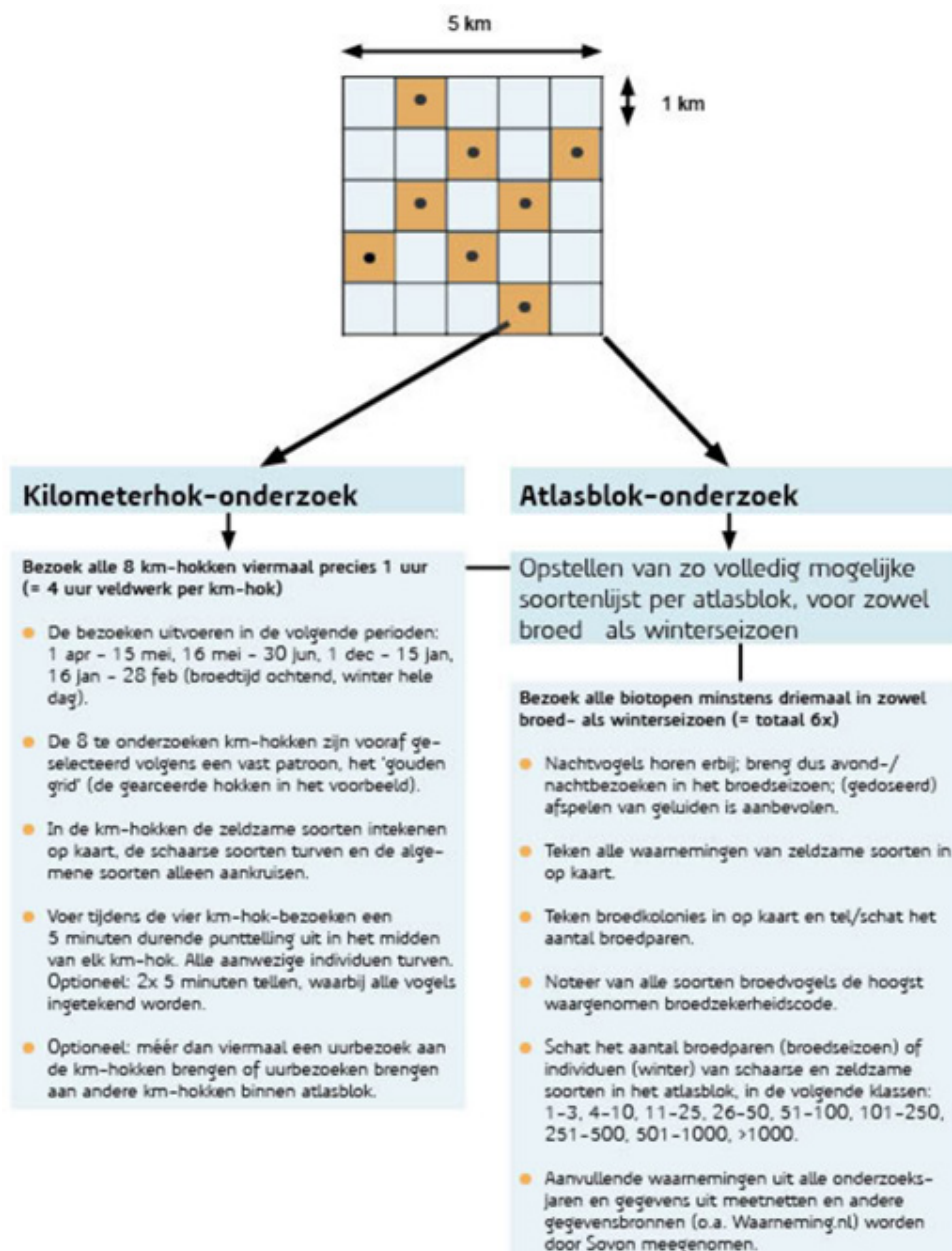 5 km
1 km
Kilometerhok-onderzoek
Bezoek alle 8 km-hokken viermaal precies 1 uur
(= 4 uur veldwerk per km-hok)
De bezoeken uitvoeren in de volgende perioden:
1 apr - 15 mei, 16 mei - 30 jun, 1 dec - 15 jan,
16 jan - 28 feb (broedtijd ochtend, winter hele
dag).
De 8 te onderzoeken km-hokken zijn vooraf ge-
selecteerd volgens een vast patroon, het 'gouden
grid' (de gearceerde hokken in het voorbeeld).
In de km-hokken de zeldzame soorten intekenen
op kaart, de schaarse soorten turven en de alge-
mene soorten alleen aankruisen.
Voer tijdens de vier km-hok-bezoeken een
5 minuten durende punttelling uit in het midden
van elk km-hok. Alle aanwezige individuen turven.
Optioneel: 2x 5 minuten tellen, waarbij alle vogels
ingetekend worden.
Optioneel: méér dan viermaal een uurbezoek aan
de km-hokken brengen of uurbezoeken brengen
aan andere km-hokken binnen atlasblok.
Atlasblok-onderzoek
Opstellen van zo volledig mogelijke
soortenlijst per atlasblok, voor zowel
broed als winterseizoen
Bezoek alle biotopen minstens driemaal in zowel
broed- als winterseizoen (= totaal 6x)
Nachtvogels horen erbij; breng dus avond-/
nachtbezoeken in het broedseizoen; (gedoseerd)
afspelen van geluiden is aanbevolen.
Teken alle waarnemingen van zeldzame soorten in
op kaart.
Teken broedkolonies in op kaart en tel/schat het
aantal broedparen.
Noteer van alle soorten broedvogels de hoogst
waargenomen broedzekerheidscode.
Schat het aantal broedparen (broedseizoen) of
individuen (winter) van schaarse en zeldzame
soorten in het atlasblok, in de volgende klassen:
1-3, 4-10, 11-25, 26-50, 51-100, 101-250,
251-500, 501-1000, >1000.
Aanvullende waarnemingen uit alle onderzoeks-
jaren en gegevens uit meetnetten en andere
gegevensbronnen (o.a. Waarneming.nl) worden
door Sovon meegenomen.